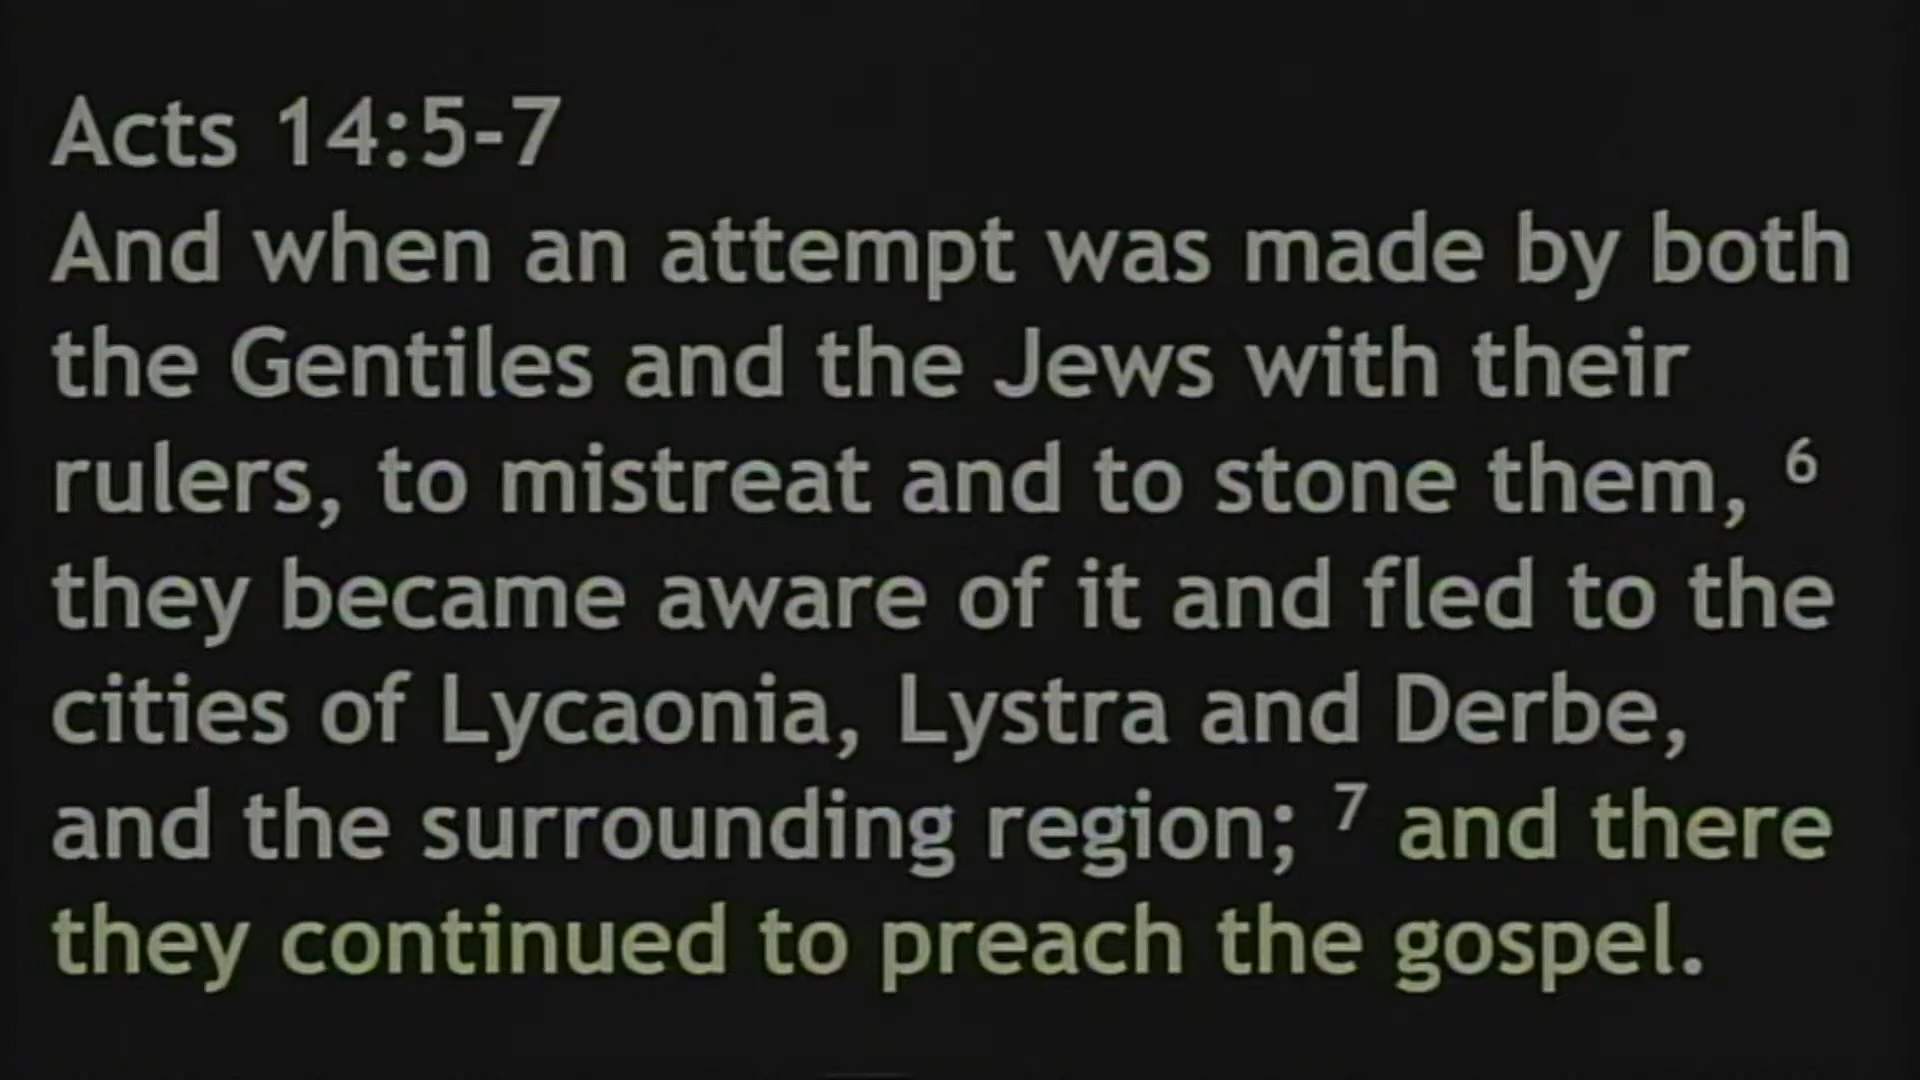 Acts 14:5-7
And when an attempt was made by both
the Gentiles and the Jews with their
rulers, to mistreat and to stone them, 6
they became aware of it and fled to the
cities of Lycaonia, Lystra and Derbe,
and the surrounding region; 7 and there
they continued to preach the gospel.